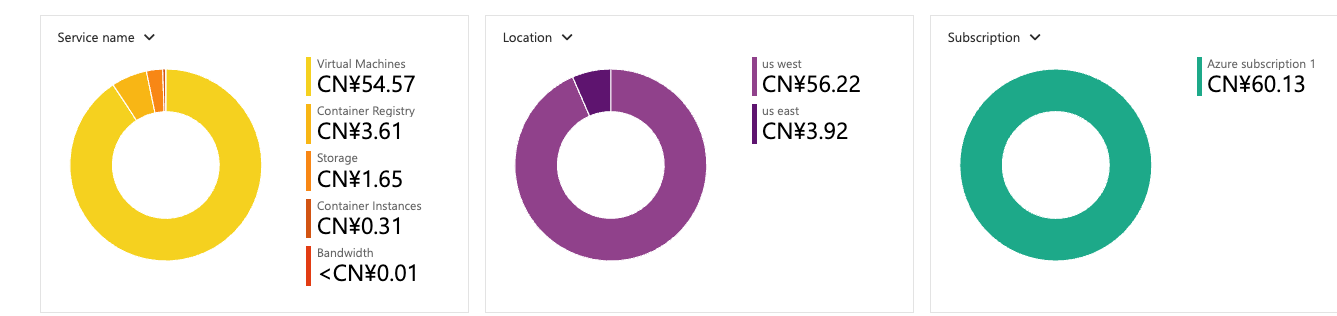 Service name
Virtual Machines
CN¥54.57
Container Registry
CN¥3.61
Storage
CN¥1.65
Container Instances
CN¥0.31
Bandwidth
<CN¥0.01
Location
us west
CN¥56.22
us east
CN¥3.92
Subscription
Azure subscription 1
CN¥60.13